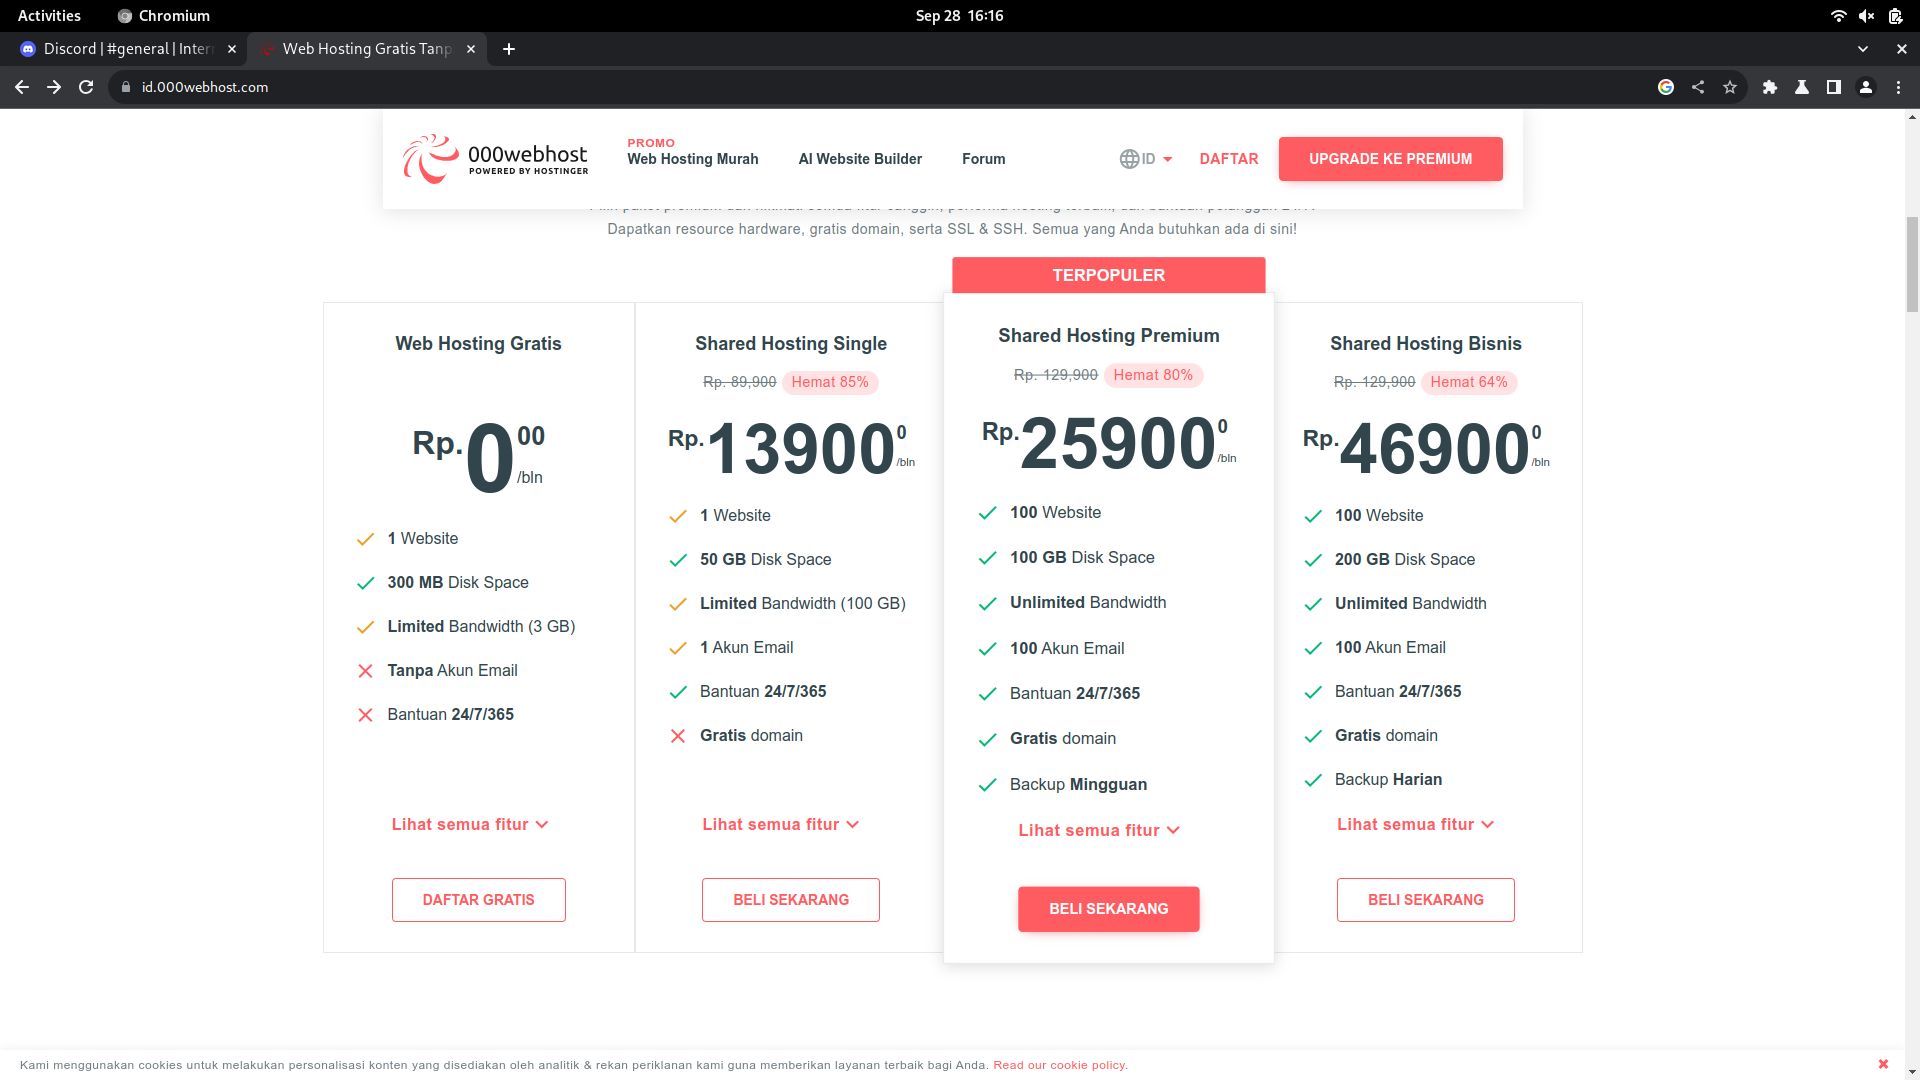 Activities
Chromium
Sep 28 16:16
Discord | #general | Inter
Web Hosting Gratis Tanp
id.000webhost.com
000webhost
POWERED BY HOSTINGER
PROMO
Web Hosting Murah
AI Website Builder
Forum
ID
DAFTAR
UPGRADE KE PREMIUM
Dapatkan resource hardware, gratis domain, serta SSL & SSH. Semua yang Anda butuhkan ada di sini!
Web Hosting Gratis
Rp.0 00 /bln
1 Website
300 MB Disk Space
Limited Bandwidth (3 GB)
Tanpa Akun Email
Bantuan 24/7/365
Lihat semua fitur
DAFTAR GRATIS
Shared Hosting Single
Rp. 89,900 Hemat 85%
Rp.13900 0 /bln
1 Website
50 GB Disk Space
Limited Bandwidth (100 GB)
1 Akun Email
Bantuan 24/7/365
Gratis domain
Lihat semua fitur
BELI SEKARANG
TERPOPULER
Shared Hosting Premium
Rp. 129,900 Hemat 80%
Rp.25900 0 /bln
100 Website
100 GB Disk Space
Unlimited Bandwidth
100 Akun Email
Bantuan 24/7/365
Gratis domain
Backup Mingguan
Lihat semua fitur
BELI SEKARANG
Shared Hosting Bisnis
Rp. 129,900 Hemat 64%
Rp.46900 0 /bln
100 Website
200 GB Disk Space
Unlimited Bandwidth
100 Akun Email
Bantuan 24/7/365
Gratis domain
Backup Harian
Lihat semua fitur
BELI SEKARANG
Kami menggunakan cookies untuk melakukan personalisasi konten yang disediakan oleh analitik & rekan periklanan kami guna memberikan layanan terbaik bagi Anda. Read our cookie policy.